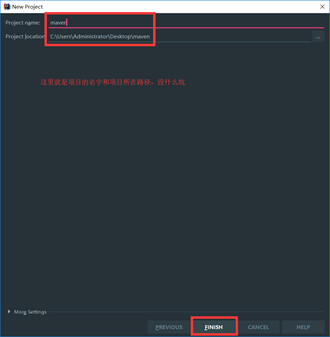 New Project
Project name: maven
Project location: C:\Users\Administrator\Desktop\maven
...
这里就是项目的名字和项目所在路径，没什么坑
More Settings
PREVIOUS FINISH CANCEL HELP